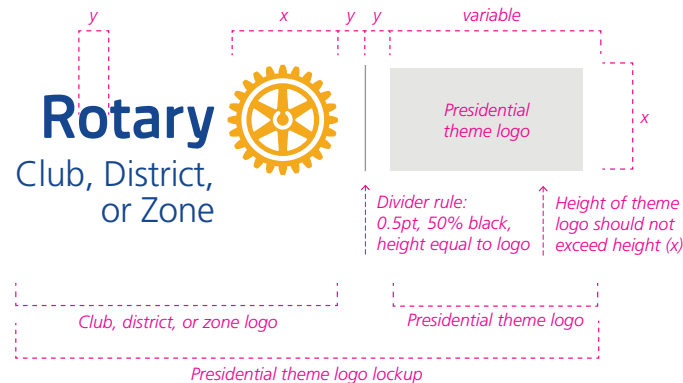 y x y y variable
Rotary
Club, District,
or Zone
Presidential
theme logo
x
Divider rule:
0.5pt, 50% black,
height equal to logo
Height of theme
logo should not
exceed height (x)
Club, district, or zone logo
Presidential theme logo
Presidential theme logo lockup